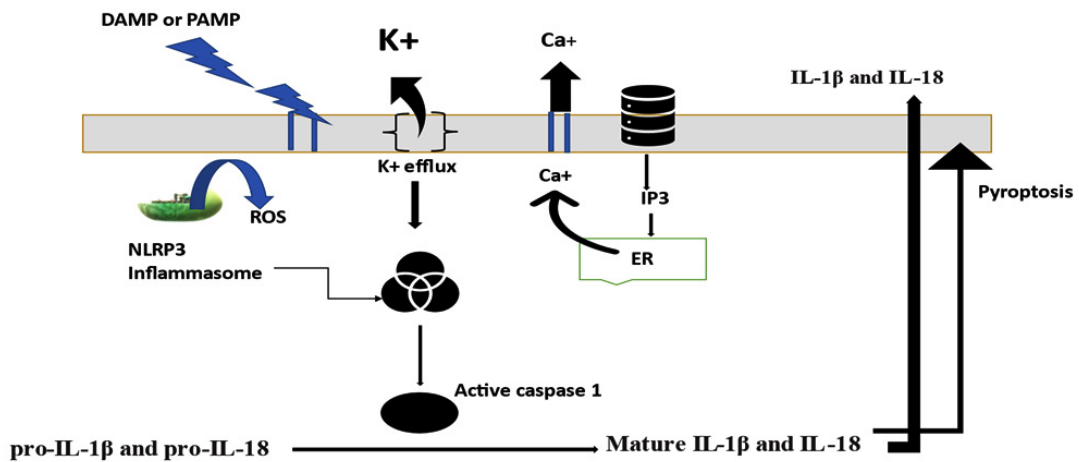 DAMP or PAMP
K+
Ca+
IL-1β and IL-18
K+ efflux
Ca+
IP3
Pyroptosis
ROS
NLRP3
Inflammasome
ER
Active caspase 1
pro-IL-1β and pro-IL-18
Mature IL-1β and IL-18